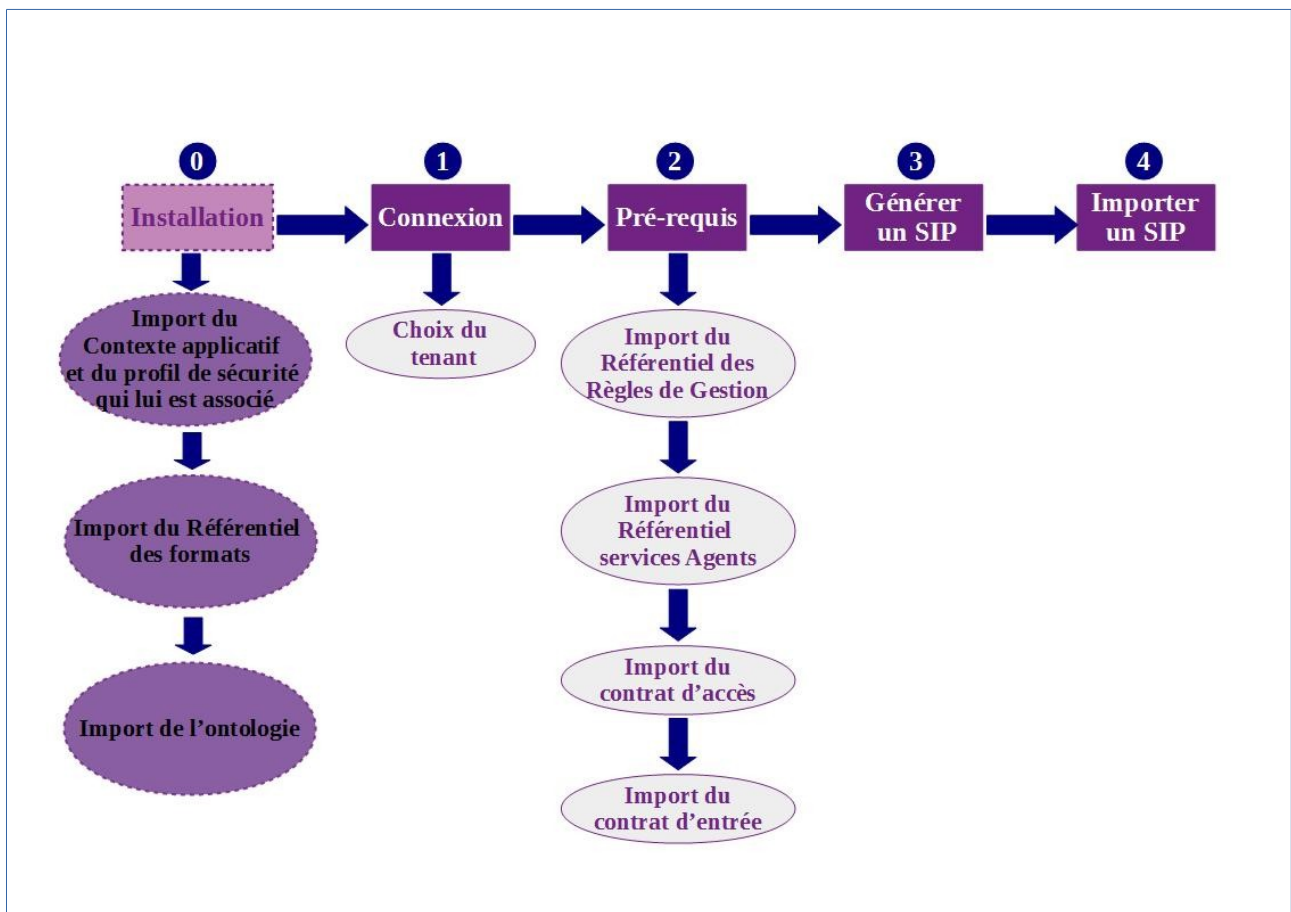 0
1
2
3
4
Installation
Connexion
Pré-requis
Générer
un SIP
Importer
un SIP
Import du
Contexte applicatif
et du profil de sécurité
qui lui est associé
Import du Référentiel
des formats
Import de l’ontologie
Choix du
tenant
Import du
Référentiel des
Règles de Gestion
Import du
Référentiel
services Agents
Import du
contrat d’accès
Import du
contrat d’entrée